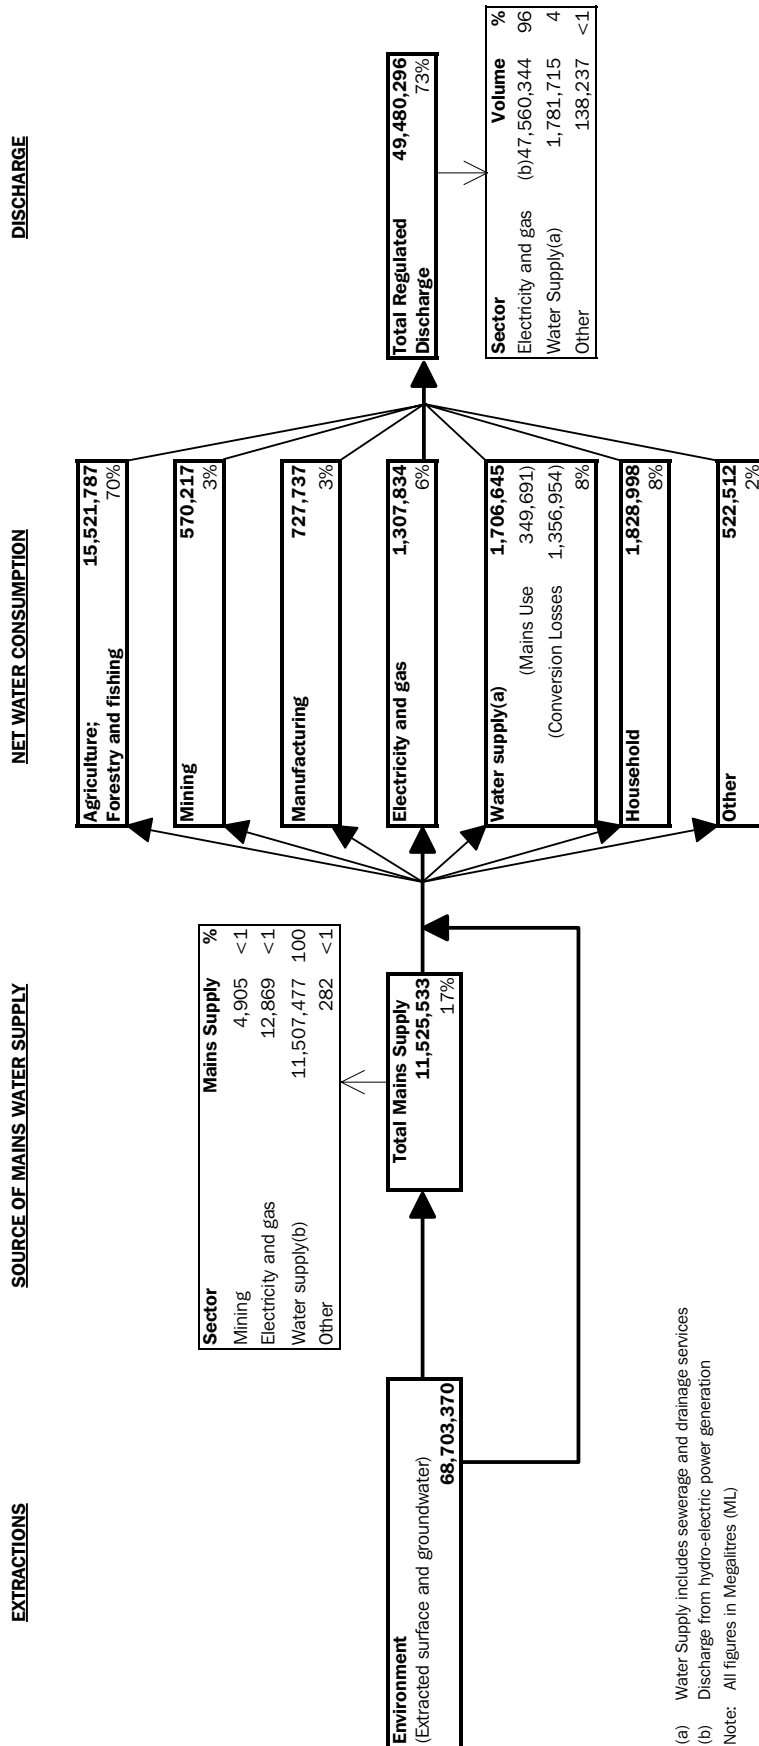 EXTRACTIONS
SOURCE OF MAINS WATER SUPPLY
NET WATER CONSUMPTION
DISCHARGE
Environment
(Extracted surface and groundwater)
68,703,370
Sector Mains Supply %
Mining 4,905 <1
Electricity and gas 12,869 <1
Water supply(b) 11,507,477 100
Other 282 <1
Total Mains Supply
11,525,533
17%
Agriculture; 15,521,787
Forestry and fishing 70%
Mining 570,217
3%
Manufacturing 727,737
3%
Electricity and gas 1,307,834
6%
Water supply(a) 1,706,645
(Mains Use 349,691)
(Conversion Losses 1,356,954)
8%
Household 1,828,998
8%
Other 522,512
2%
Total Regulated 49,480,296
Discharge 73%
Sector Volume %
Electricity and gas (b)47,560,344 96
Water Supply(a) 1,781,715 4
Other 138,237 <1
(a) Water Supply includes sewerage and drainage services
(b) Discharge from hydro-electric power generation
Note: All figures in Megalitres (ML)